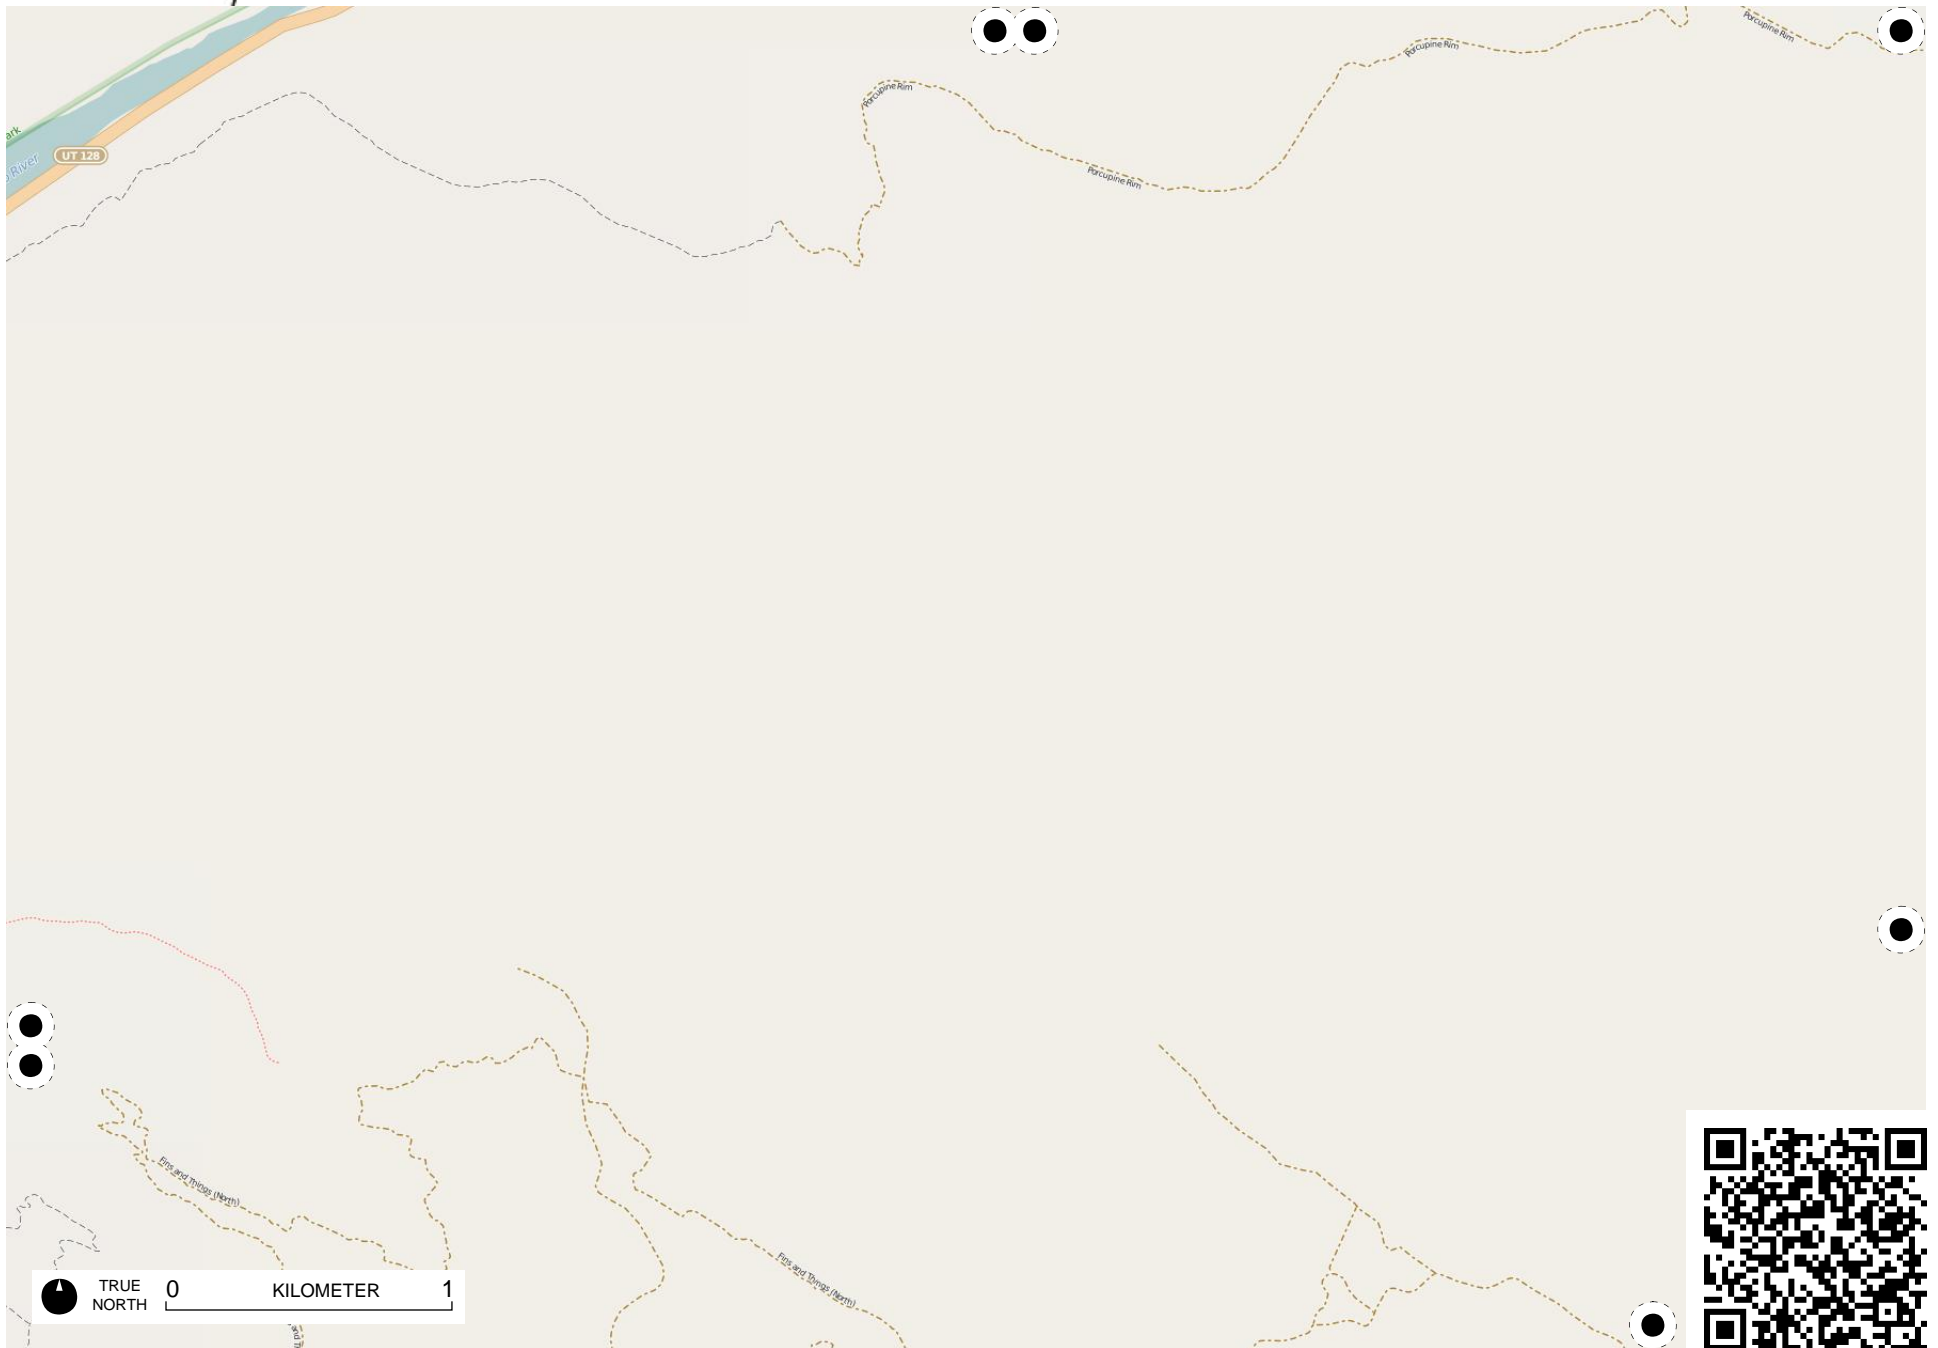 Porcupine Rim
Porcupine Rim
Porcupine Rim
ark
River
UT 128
Porcupine Rim
Fins and Things (North)
Fins and Things (North)
TRUE
NORTH
0 KILOMETER 1